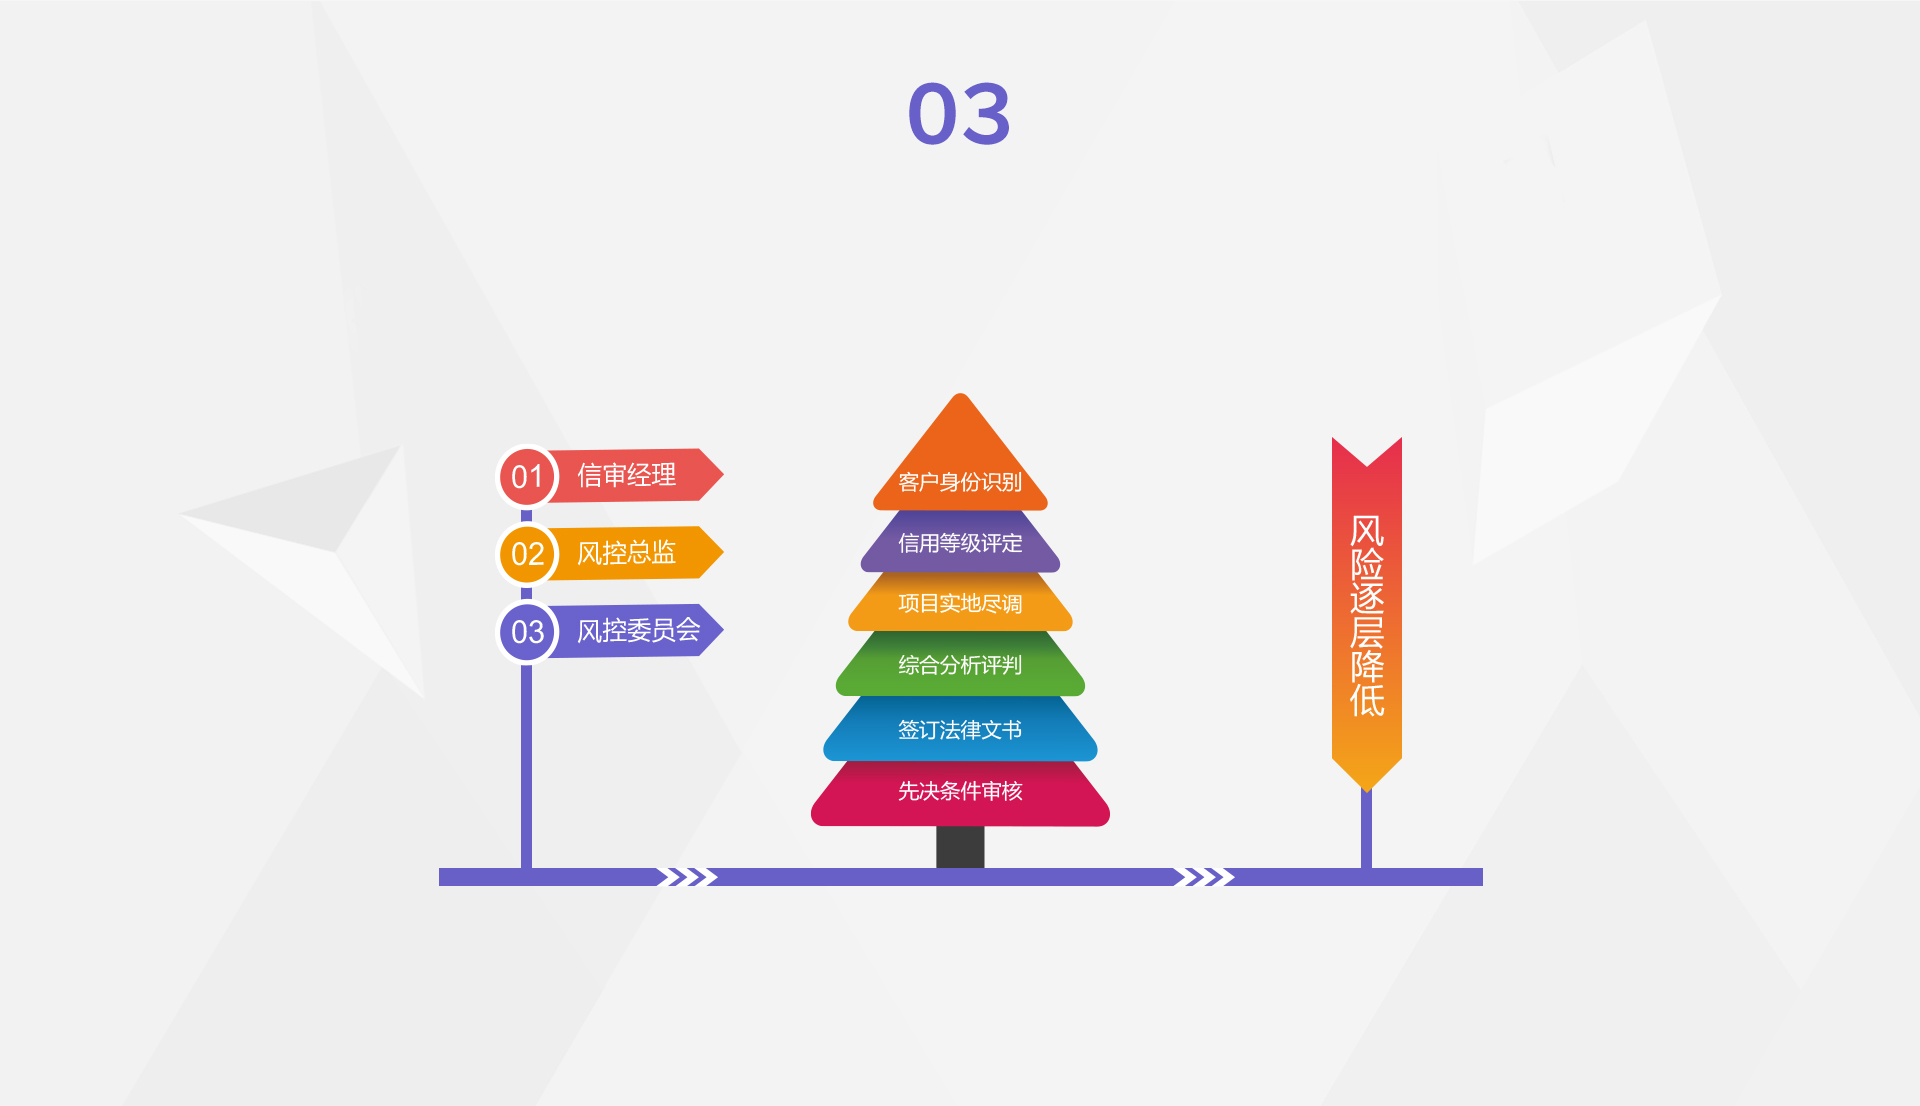 03
01 信审经理
02 风控总监
03 风控委员会
客户身份识别
信用等级评定
项目实地尽调
综合分析评判
签订法律文书
先决条件审核
风险逐层降低